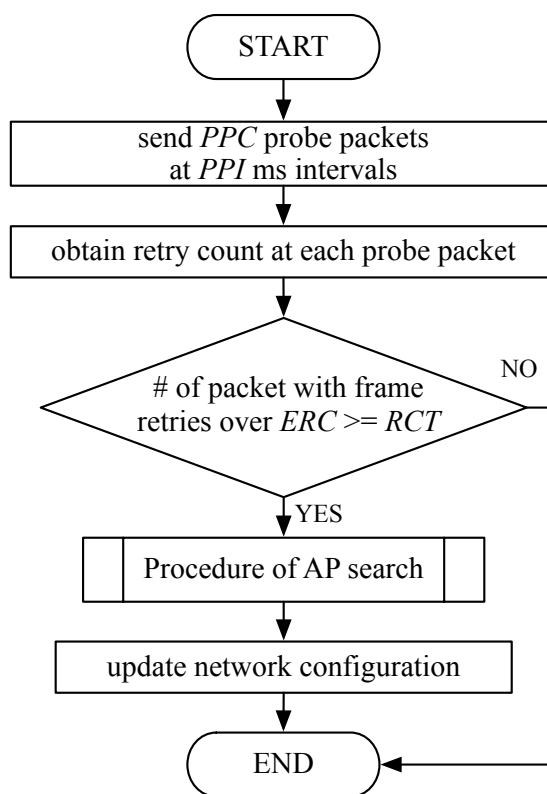 START
send PPC probe packets
at PPI ms intervals
obtain retry count at each probe packet
# of packet with frame
retries over ERC >= RCT
NO
YES
Procedure of AP search
update network configuration
END